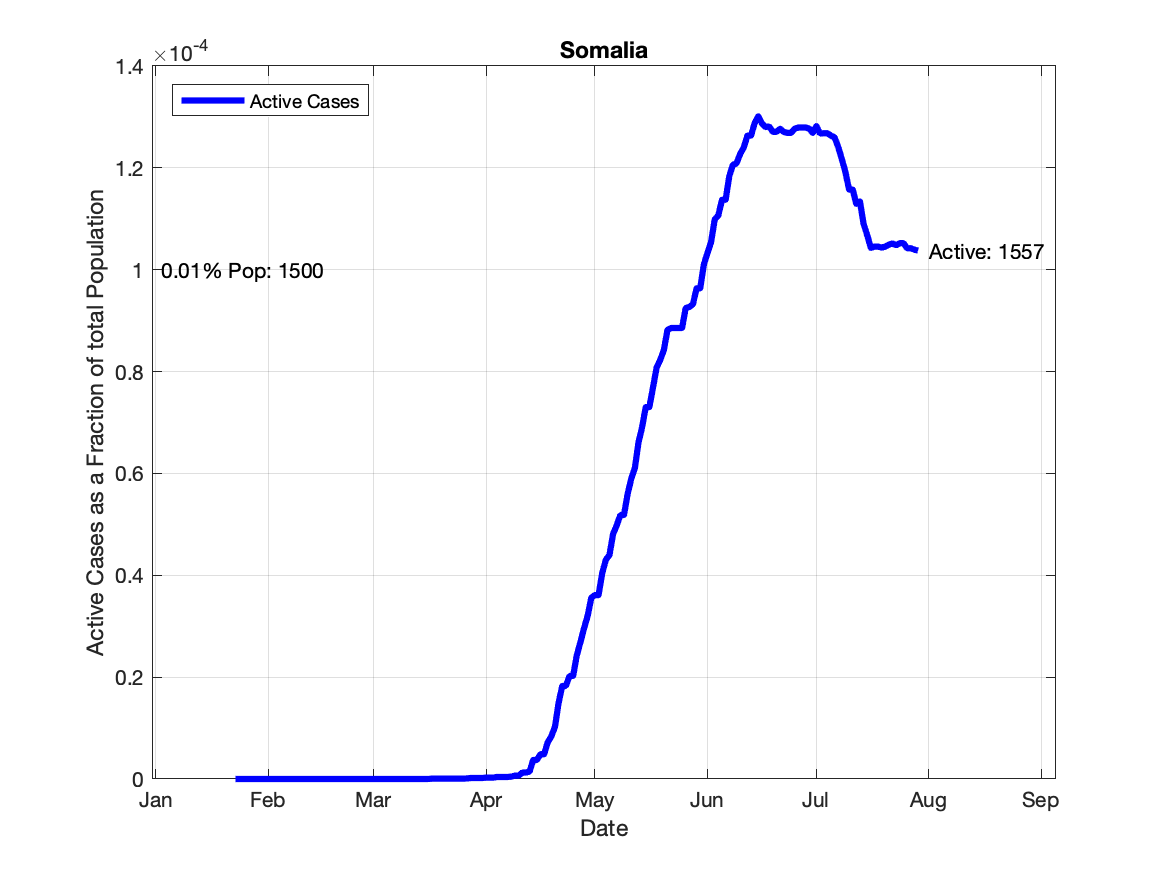 Somalia
×10-4
1.4
1.2
1
0.8
0.6
0.4
0.2
0
Active Cases
0.01% Pop: 1500
Active: 1557
Active Cases as a Fraction of total Population
Jan Feb Mar Apr May Jun Jul Aug Sep
Date